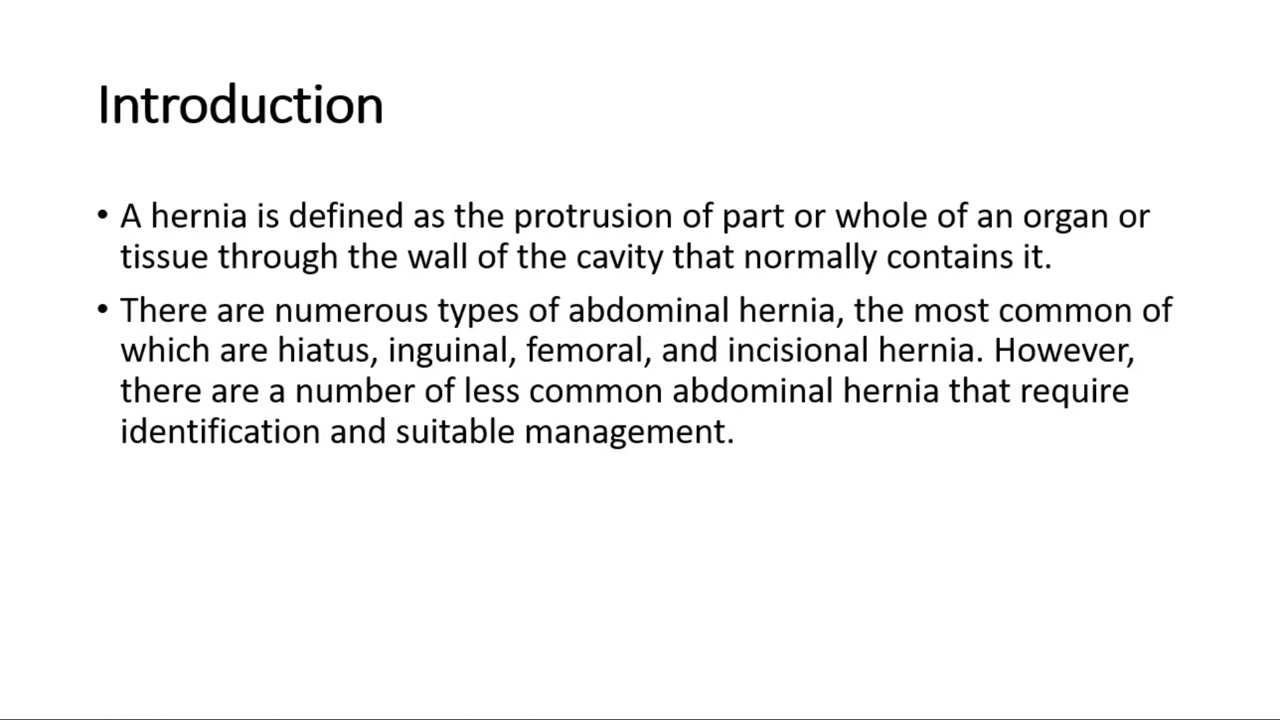 Introduction
• A hernia is defined as the protrusion of part or whole of an organ or
tissue through the wall of the cavity that normally contains it.
• There are numerous types of abdominal hernia, the most common of
which are hiatus, inguinal, femoral, and incisional hernia. However,
there are a number of less common abdominal hernia that require
identification and suitable management.